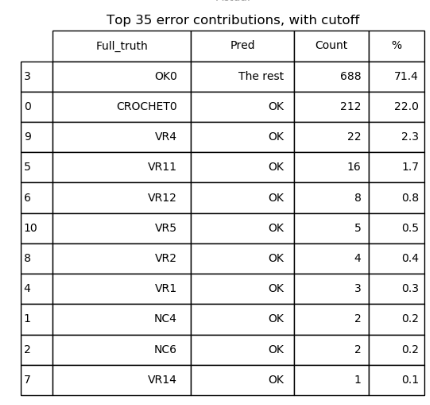 Top 35 error contributions, with cutoff
Full_truth Pred Count %
3 OK0 The rest 688 71.4
0 CROCHET0 OK 212 22.0
9 VR4 OK 22 2.3
5 VR11 OK 16 1.7
6 VR12 OK 8 0.8
10 VR5 OK 5 0.5
8 VR2 OK 4 0.4
4 VR1 OK 3 0.3
1 NC4 OK 2 0.2
2 NC6 OK 2 0.2
7 VR14 OK 1 0.1